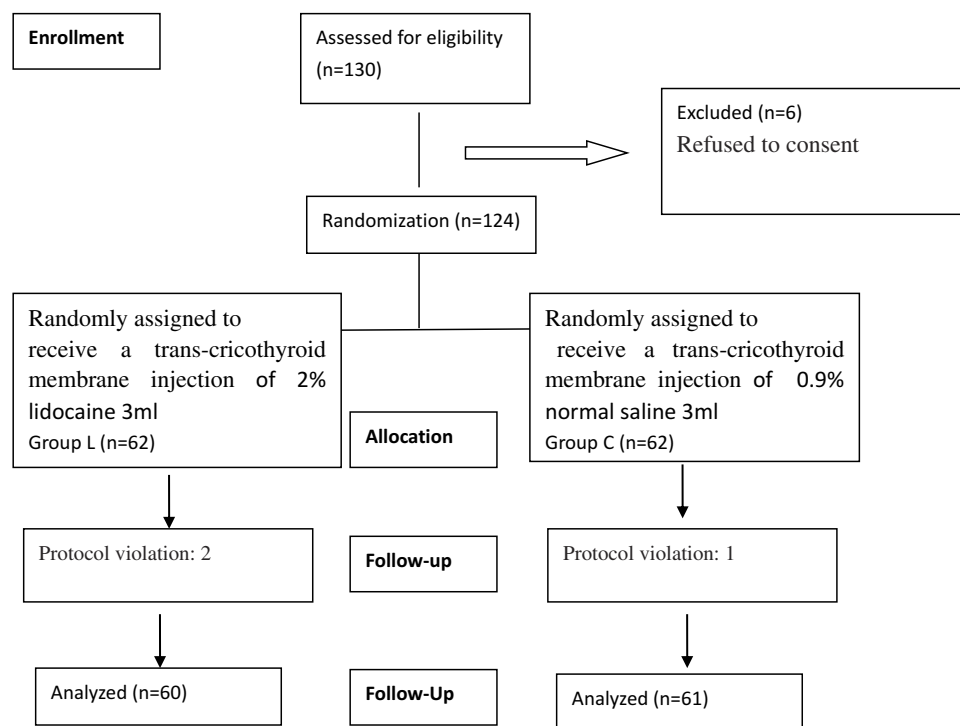 Enrollment
Assessed for eligibility
(n=130)
Excluded (n=6)
Refused to consent
Randomization (n=124)
Randomly assigned to
receive a trans-cricothyroid
membrane injection of 2%
lidocaine 3ml
Group L (n=62)
Allocation
Randomly assigned to
receive a trans-cricothyroid
membrane injection of 0.9%
normal saline 3ml
Group C (n=62)
Protocol violation: 2
Follow-up
Protocol violation: 1
Analyzed (n=60)
Follow-Up
Analyzed (n=61)